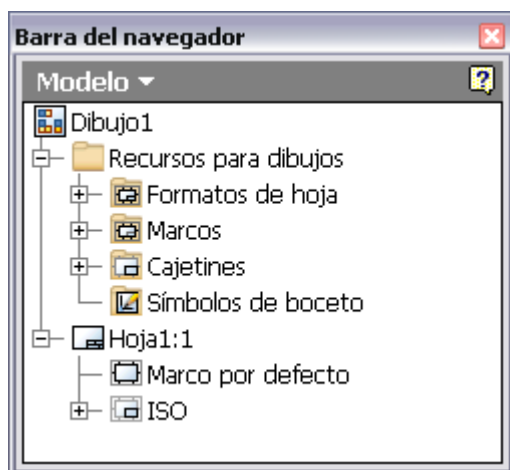 Barra del navegador
Modelo
Dibujo1
Recursos para dibujos
Formatos de hoja
Marcos
Cajetines
Símbolos de boceto
Hoja1:1
Marco por defecto
ISO